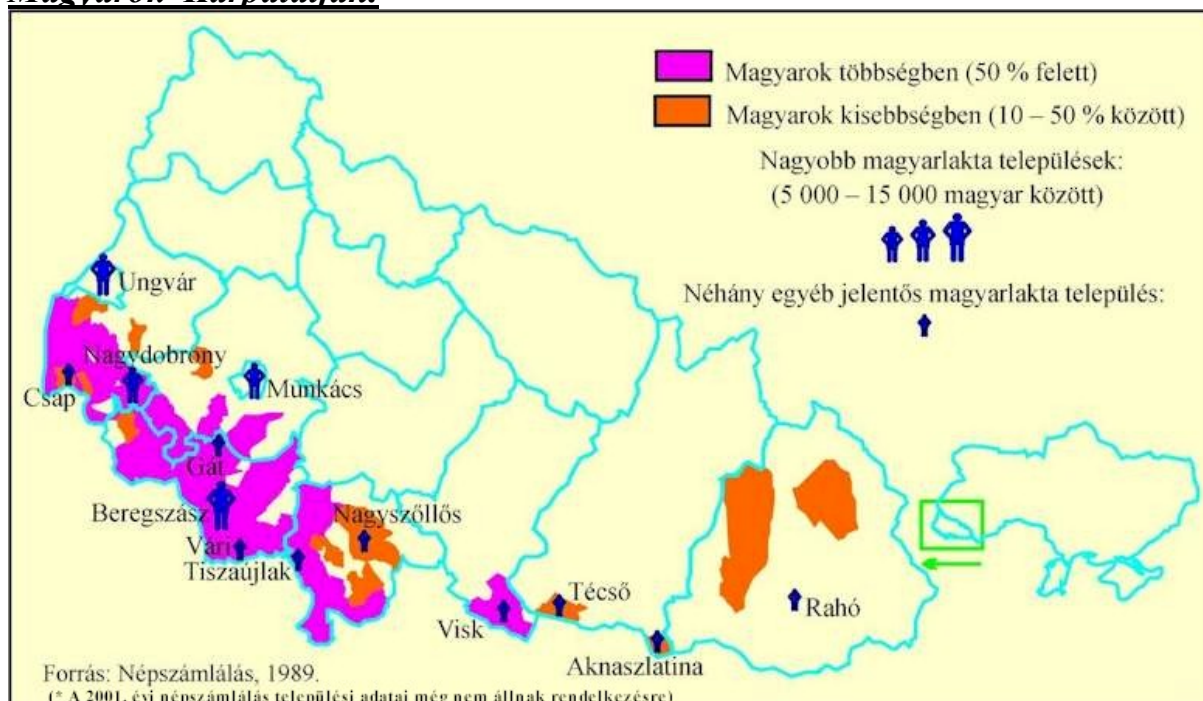 Magyarok Kárpátalján:
Magyarok többségben (50 % felett)
Magyarok kisebbségben (10 – 50 % között)
Nagyobb magyarlakta települések:
(5 000 – 15 000 magyar között)
Néhány egyéb jelentős magyarlakta település:
Ungvár
Nagydobrony
Csap
Munkács
Gát
Beregszász
Vári
Tiszaújlak
Nagyszőllős
Visk
Técső
Aknaszlatina
Rahó
Forrás: Népszámlálás, 1989.
(* A 2001. évi népszámlálás települési adatai még nem állnak rendelkezésre)